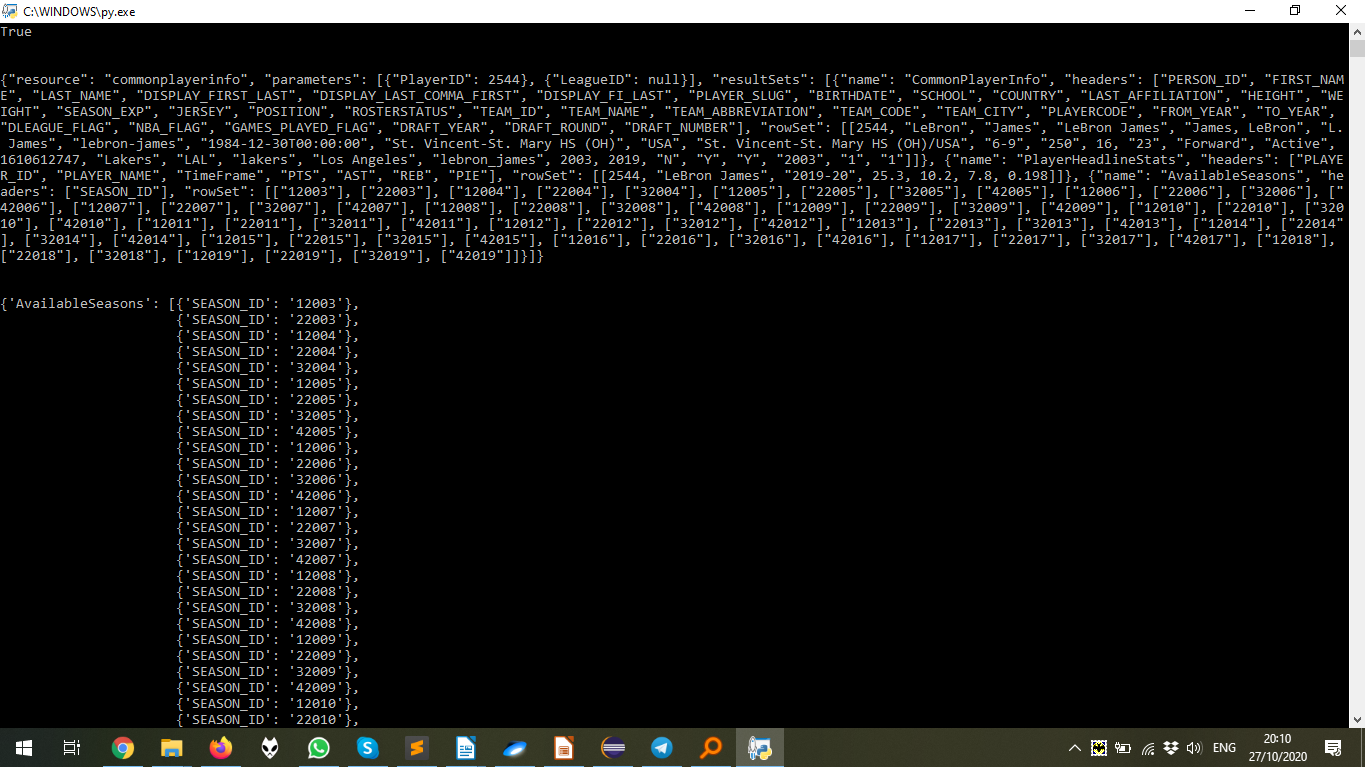 C:\WINDOWS\py.exe
True
{"resource": "commonplayerinfo", "parameters": [{"PlayerID": 2544}, {"LeagueID": null}], "resultSets": [{"name": "CommonPlayerInfo", "headers": ["PERSON_ID", "FIRST_NAM
E", "LAST_NAME", "DISPLAY_FIRST_LAST", "DISPLAY_LAST_COMMA_FIRST", "DISPLAY_FI_LAST", "PLAYER_SLUG", "BIRTHDATE", "SCHOOL", "COUNTRY", "LAST_AFFILIATION", "HEIGHT", "WE
IGHT", "SEASON_EXP", "JERSEY", "POSITION", "ROSTERSTATUS", "TEAM_ID", "TEAM_NAME", "TEAM_ABBREVIATION", "TEAM_CODE", "TEAM_CITY", "PLAYERCODE", "FROM_YEAR", "TO_YEAR",
"DLEAGUE_FLAG", "NBA_FLAG", "GAMES_PLAYED_FLAG", "DRAFT_YEAR", "DRAFT_ROUND", "DRAFT_NUMBER"], "rowSet": [[2544, "LeBron", "James", "LeBron James", "James, LeBron", "L.
James", "lebron-james", "1984-12-30T00:00:00", "St. Vincent-St. Mary HS (OH)", "USA", "St. Vincent-St. Mary HS (OH)/USA", "6-9", "250", 16, "23", "Forward", "Active",
1610612747, "Lakers", "LAL", "lakers", "Los Angeles", "lebron_james", 2003, 2019, "N", "Y", "Y", "2003", "1", "1"]]}, {"name": "PlayerHeadlineStats", "headers": ["PLAYE
R_ID", "PLAYER_NAME", "TimeFrame", "PTS", "AST", "REB", "PIE"], "rowSet": [[2544, "LeBron James", "2019-20", 25.3, 10.2, 7.8, 0.198]]}, {"name": "AvailableSeasons", "he
aders": ["SEASON_ID"], "rowSet": [["12003"], ["22003"], ["12004"], ["22004"], ["32004"], ["12005"], ["22005"], ["32005"], ["42005"], ["12006"], ["22006"], ["32006"], ["
42006"], ["12007"], ["22007"], ["32007"], ["42007"], ["12008"], ["22008"], ["32008"], ["42008"], ["12009"], ["22009"], ["32009"], ["42009"], ["12010"], ["22010"], ["320
10"], ["42010"], ["12011"], ["22011"], ["32011"], ["42011"], ["12012"], ["22012"], ["32012"], ["42012"], ["12013"], ["22013"], ["32013"], ["42013"], ["12014"], ["22014"
], ["32014"], ["42014"], ["12015"], ["22015"], ["32015"], ["42015"], ["12016"], ["22016"], ["32016"], ["42016"], ["12017"], ["22017"], ["32017"], ["42017"], ["12018"],
["22018"], ["32018"], ["12019"], ["22019"], ["32019"], ["42019"]]}]}
{'AvailableSeasons': [{'SEASON_ID': '12003'},
{'SEASON_ID': '22003'},
{'SEASON_ID': '12004'},
{'SEASON_ID': '22004'},
{'SEASON_ID': '32004'},
{'SEASON_ID': '12005'},
{'SEASON_ID': '22005'},
{'SEASON_ID': '32005'},
{'SEASON_ID': '42005'},
{'SEASON_ID': '12006'},
{'SEASON_ID': '22006'},
{'SEASON_ID': '32006'},
{'SEASON_ID': '42006'},
{'SEASON_ID': '12007'},
{'SEASON_ID': '22007'},
{'SEASON_ID': '32007'},
{'SEASON_ID': '42007'},
{'SEASON_ID': '12008'},
{'SEASON_ID': '22008'},
{'SEASON_ID': '32008'},
{'SEASON_ID': '42008'},
{'SEASON_ID': '12009'},
{'SEASON_ID': '22009'},
{'SEASON_ID': '32009'},
{'SEASON_ID': '42009'},
{'SEASON_ID': '12010'},
{'SEASON_ID': '22010'},
ENG
20:10
27/10/2020